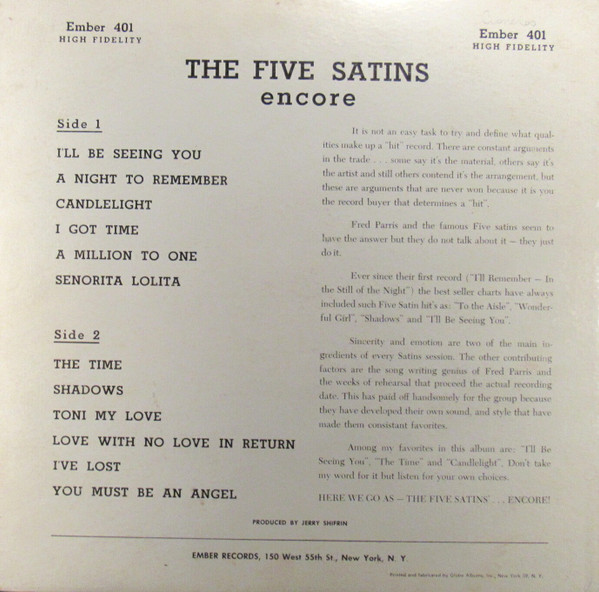 Ember 401
HIGH FIDELITY
Ember 401
HIGH FIDELITY
THE FIVE SATINS
encore
Side 1
I'LL BE SEEING YOU
A NIGHT TO REMEMBER
CANDLELIGHT
I GOT TIME
A MILLION TO ONE
SENORITA LOLITA
Side 2
THE TIME
SHADOWS
TONI MY LOVE
LOVE WITH NO LOVE IN RETURN
I'VE LOST
YOU MUST BE AN ANGEL
It is not an easy task to try and define what qual-
ities make up a "hit" record. There are constant arguments
in the trade . . . some say it's the material, others say it's
the artist and still others contend it's the arrangement, but
these are arguments that are never won because it is you
the record buyer that determines a "hit".
Fred Parris and the famous Five satins seem to
have the answer but they do not talk about it — they just
do it.
Ever since their first record ("I'll Remember — In
the Still of the Night") the best seller charts have always
included such Five Satin hit's as: "To the Aisle", "Wonder-
ful Girl", "Shadows" and "I'll Be Seeing You".
Sincerity and emotion are two of the main in-
gredients of every Satins session. The other contributing
factors are the song writing genius of Fred Parris and
the weeks of rehearsal that proceed the actual recording
date. This has paid off handsomely for the group because
they have developed their own sound, and style that have
made them consistant favorites.
Among my favorites in this album are: "I'll Be
Seeing You", "The Time" and "Candlelight". Don't take
my word for it but listen for your own choices.
HERE WE GO AS — THE FIVE SATINS . . . ENCORE!
PRODUCED BY JERRY SHIFRIN
EMBER RECORDS, 150 West 55th St., New York, N. Y.
Printed and fabricated by Globe Albums, Inc., New York 59, N. Y.